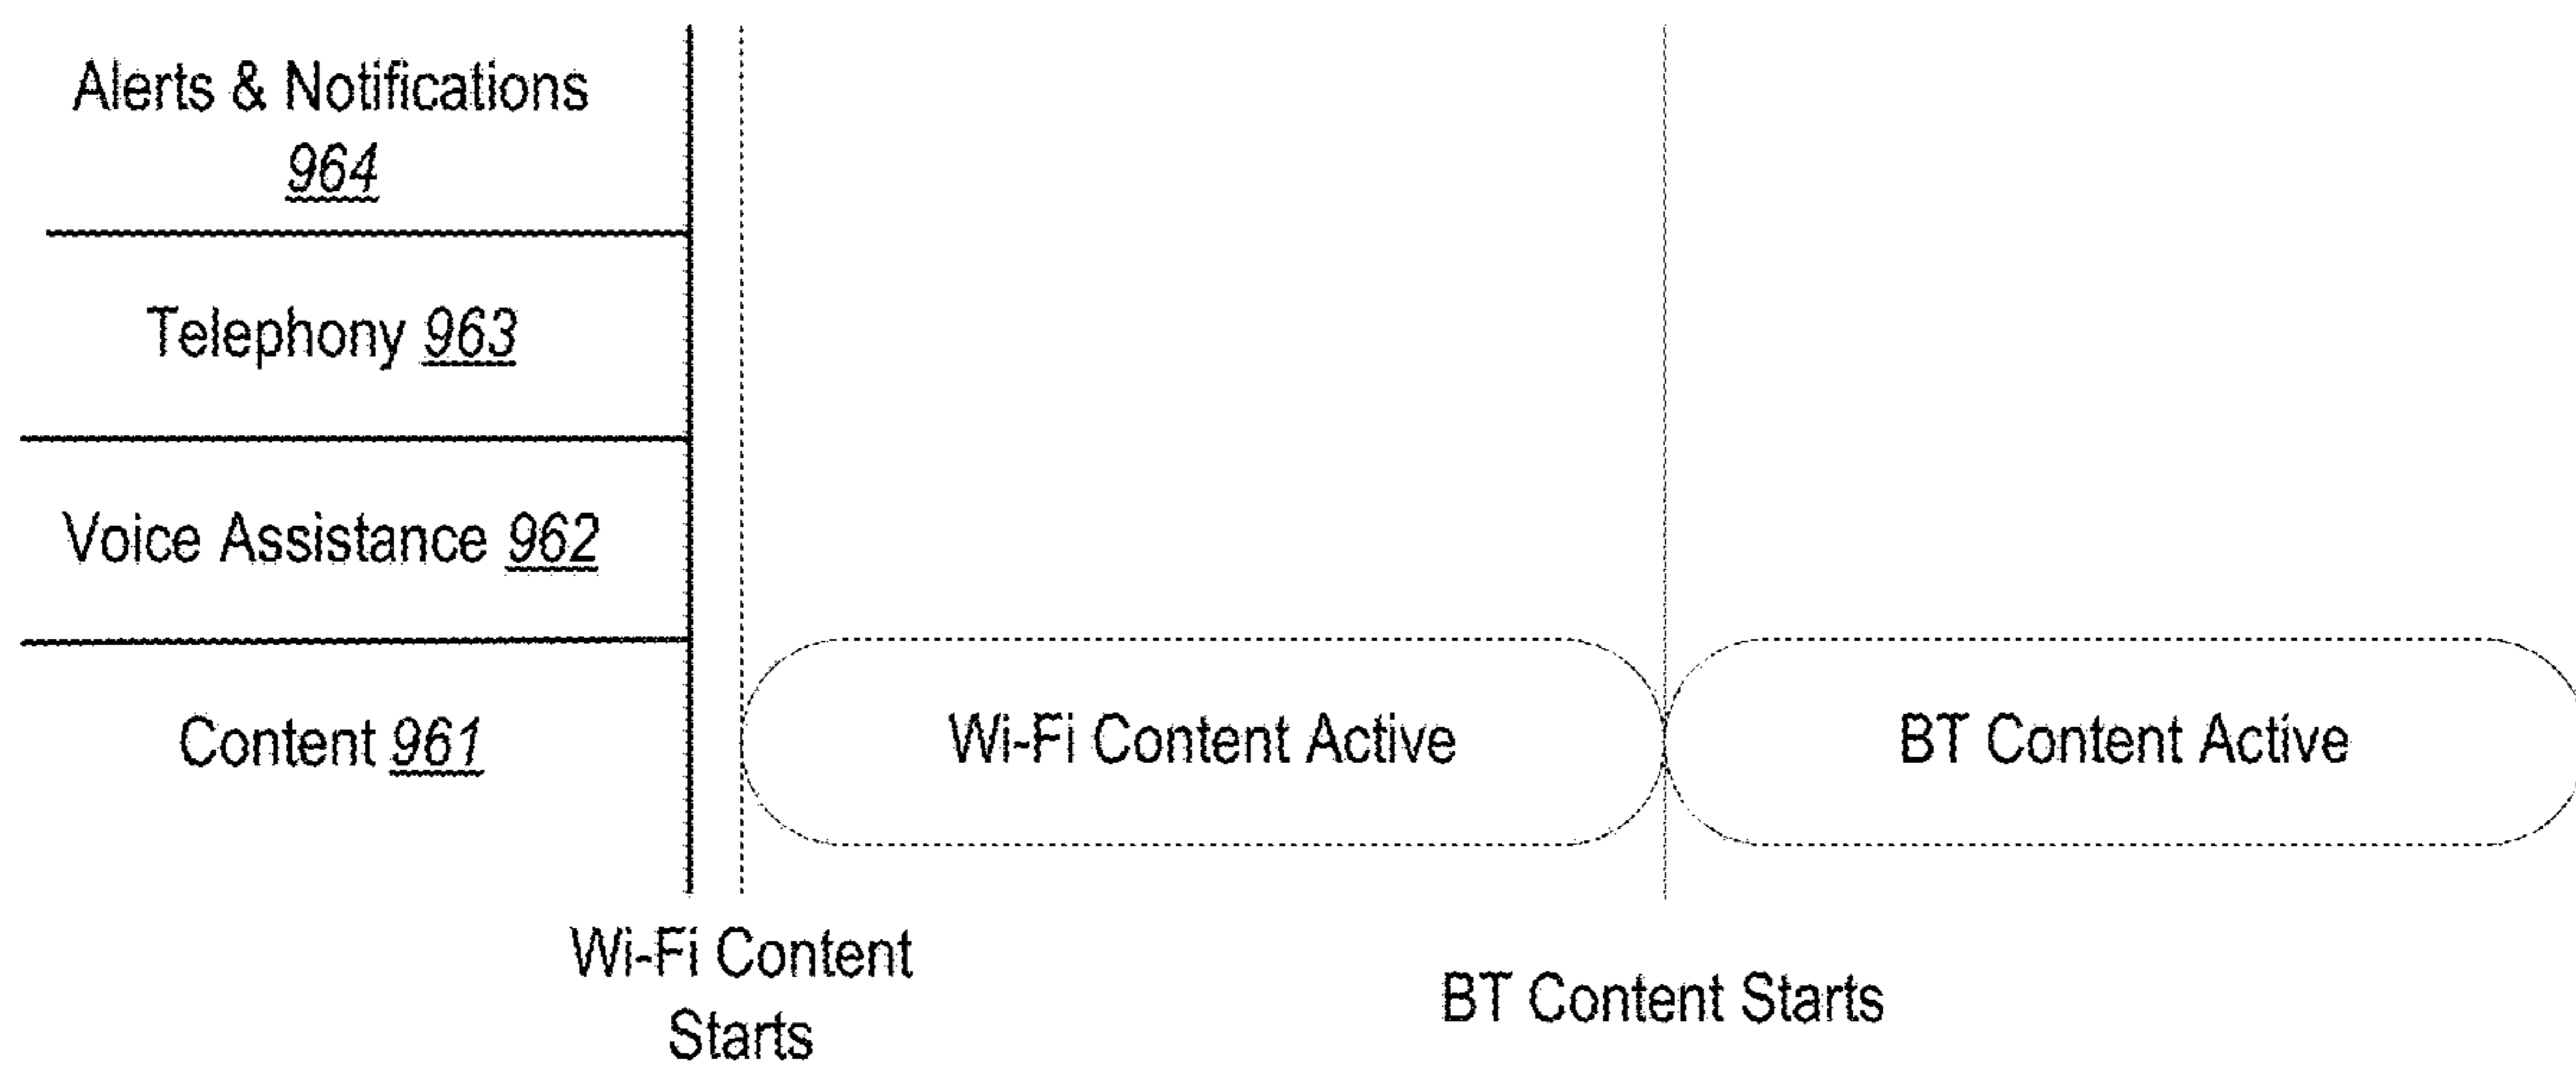 Alerts & Notifications
964
Telephony 963
Voice Assistance 962
Content 961
Wi-Fi Content Active
BT Content Active
Wi-Fi Content
Starts
BT Content Starts